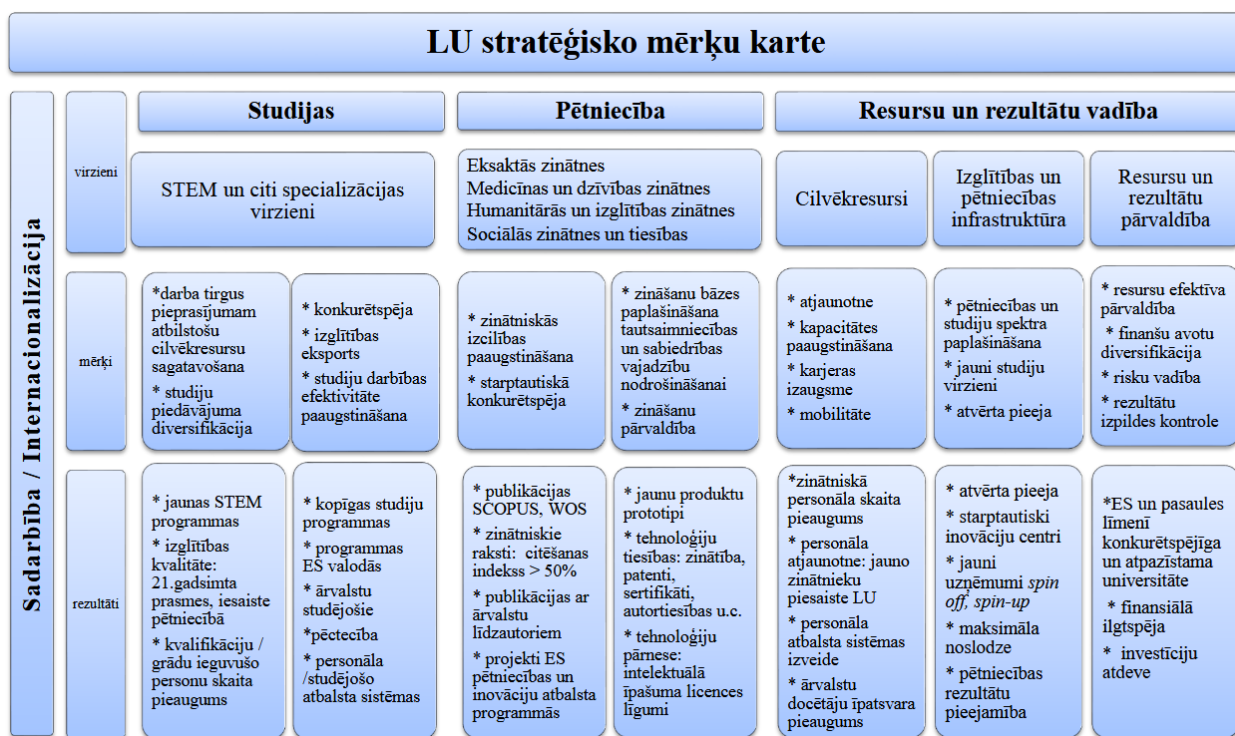 LU stratēģisko mērķu karte
Sadarbība / Internacionalizācija
virzieni
Studijas
Pētniecība
Resursu un rezultātu vadība
STEM un citi specializācijas
virzieni
Eksaktās zinātnes
Medicīnas un dzīvības zinātnes
Humanitārās un izglītības zinātnes
Sociālās zinātnes un tiesības
Cilvēkresursi
Izglītības un
pētniecības
infrastruktūra
Resursu un
rezultātu
pārvaldība
mērķi
*darba tirgus
pieprasījumam
atbilstošu
cilvēkresursu
sagatavošana
* studiju
piedāvājuma
diversifikācija
* konkurētspēja
* izglītības
eksports
* studiju darbības
efektivitāte
paaugstināšana
* zinātniskās
izcilības
paaugstināšana
* starptautiskā
konkurētspēja
* zināšanu bāzes
paplašināšana
tautsaimniecības
un sabiedrības
vajadzību
nodrošināšanai
* zināšanu
pārvaldība
* atjaunotne
* kapacitātes
paaugstināšana
* karjeras
izaugsme
* mobilitāte
* pētniecības un
studiju spektra
paplašināšana
* jauni studiju
virzieni
* atvērta pieeja
* resursu efektīva
pārvaldība
* finanšu avotu
diversifikācija
* risku vadība
* rezultātu
izpildes kontrole
rezultāti
* jaunas STEM
programmas
* izglītības
kvalitāte:
21.gadsimta
prasmes, iesaiste
pētniecībā
* kvalifikāciju /
grādu ieguvušo
personu skaita
pieaugums
* kopīgas studiju
programmas
* programmas
ES valodās
* ārvalstu
studējošie
*pēctecība
* personāla
/studējošo
atbalsta sistēmas
* publikācijas
SCOPUS, WOS
* zinātniskie
raksti: citēšanas
indekss > 50%
* publikācijas ar
ārvalstu
līdzautoriem
* projekti ES
pētniecības un
inovāciju atbalsta
programmās
* jaunu produktu
prototipi
* tehnoloģiju
tiesības: zinātība,
patenti,
sertifikāti,
autortiesības u.c.
* tehnoloģiju
pārnese:
intelektuālā
īpašuma licences
līgumi
*zinātniskā
personāla skaita
pieaugums
* personāla
atjaunotne: jauno
zinātnieku
piesaiste LU
* personāla
atbalsta sistēmas
izveide
* ārvalstu
docētāju īpatsvara
pieaugums
* atvērta pieeja
* starptautiski
inovāciju centri
* jauni
uzņēmumi spin
off, spin-up
* maksimāla
noslodze
* pētniecības
rezultātu
pieejamība
*ES un pasaules
līmenī
konkurētspējīga
un atpazīstama
universitāte
* finansiālā
ilgtspēja
* investīciju
atdeve